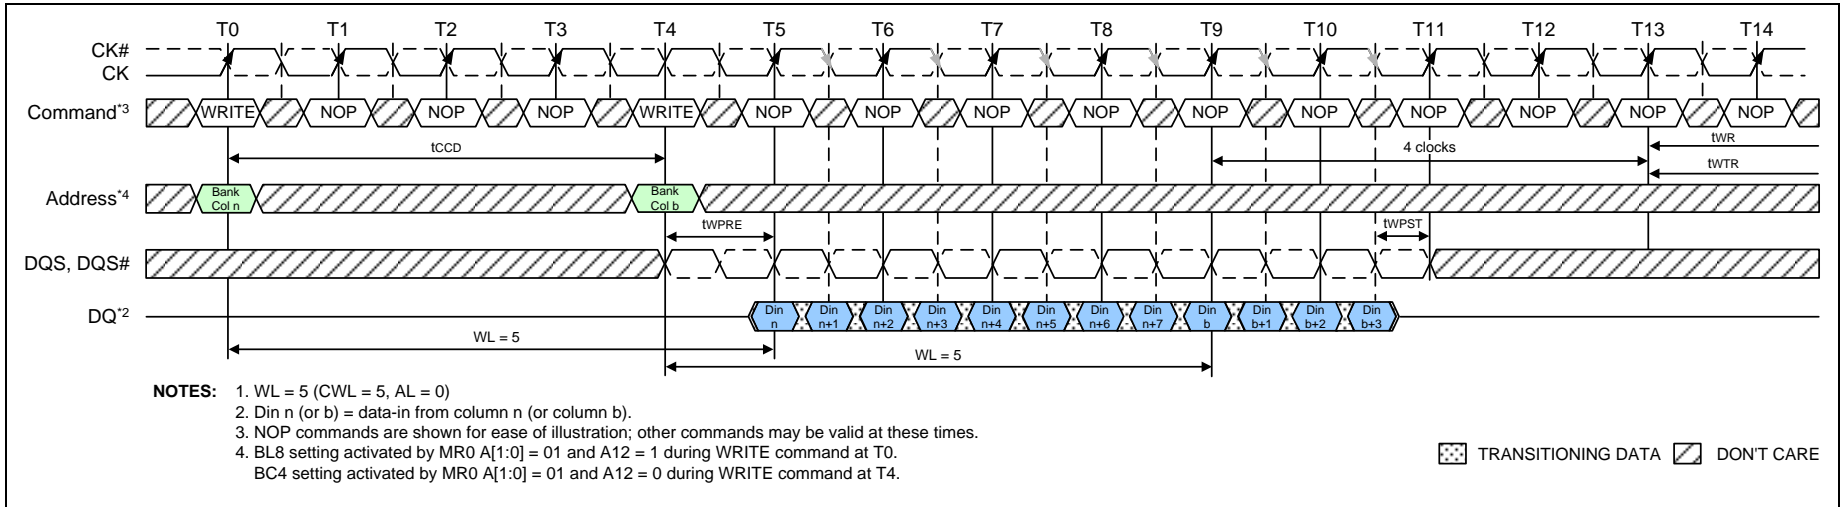 T0 T1 T2 T3 T4 T5 T6 T7 T8 T9 T10 T11 T12 T13 T14
CK#
CK
Command*3 WRITE NOP NOP NOP WRITE NOP NOP NOP NOP NOP NOP NOP NOP NOP NOP
tCCD 4 clocks tWR
tWTR
Address*4 Bank Col n Bank Col b
tWPRE tWPST
DQS, DQS#
DQ*2 Din n Din n+1 Din n+2 Din n+3 Din n+4 Din n+5 Din n+6 Din n+7 Din b Din b+1 Din b+2 Din b+3
WL = 5
WL = 5
NOTES: 1. WL = 5 (CWL = 5, AL = 0)
2. Din n (or b) = data-in from column n (or column b).
3. NOP commands are shown for ease of illustration; other commands may be valid at these times.
4. BL8 setting activated by MR0 A[1:0] = 01 and A12 = 1 during WRITE command at T0.
BC4 setting activated by MR0 A[1:0] = 01 and A12 = 0 during WRITE command at T4.
TRANSITIONING DATA DON'T CARE